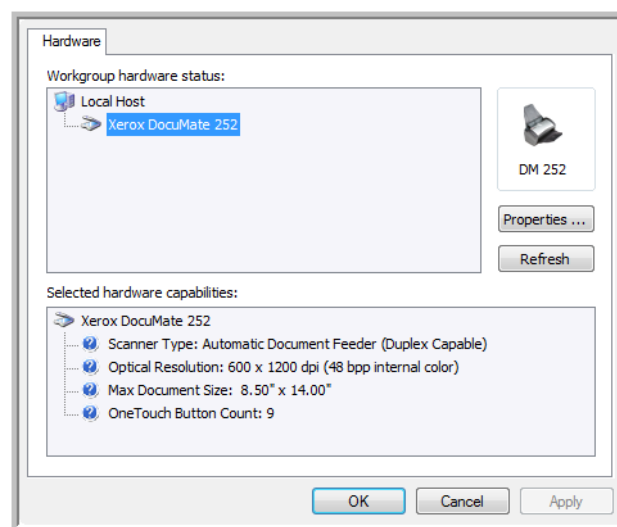 Hardware
Workgroup hardware status:
Local Host
Xerox DocuMate 252
DM 252
Properties ...
Refresh
Selected hardware capabilities:
Xerox DocuMate 252
Scanner Type: Automatic Document Feeder (Duplex Capable)
Optical Resolution: 600 x 1200 dpi (48 bpp internal color)
Max Document Size:  8.50" x 14.00"
OneTouch Button Count: 9
OK
Cancel
Apply